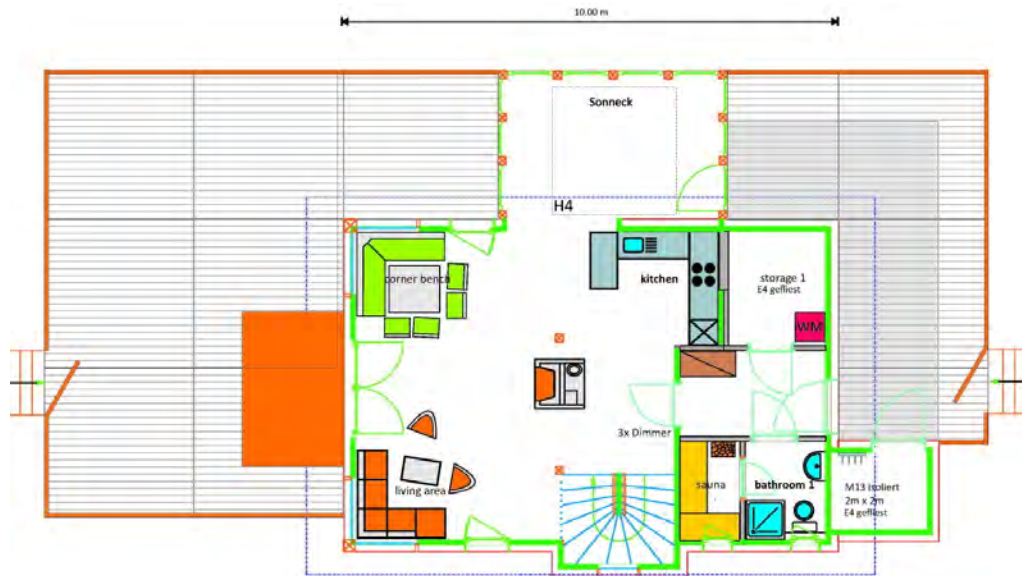 10.00 m
Sonneck
H4
corner bench
kitchen
storage 1
E4 gefliest
WM
3x Dimmer
living area
sauna
bathroom 1
M13 isoliert
2m x 2m
E4 gefliest